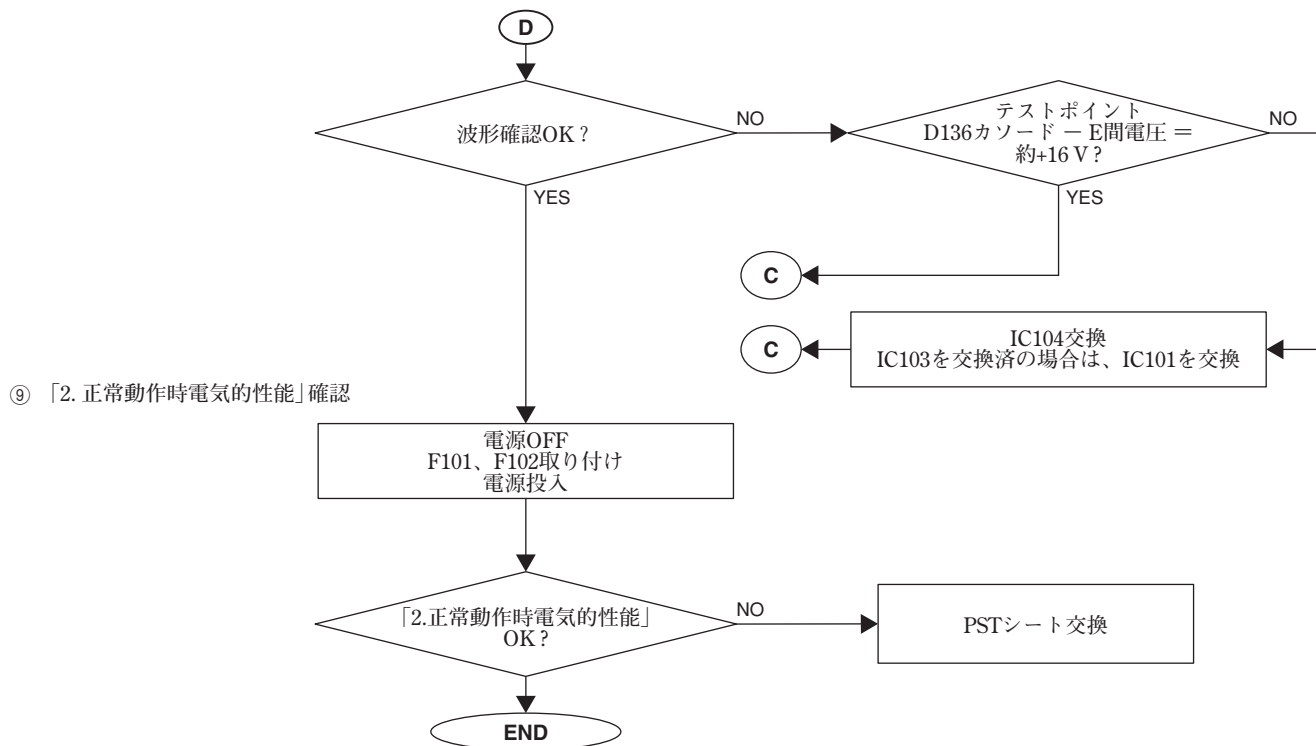 D
波形確認OK？
NO
テストポイント
D136カソード － E間電圧 ＝
約+16 V？
NO
YES
YES
C
C
IC104交換
IC103を交換済の場合は、IC101を交換
⑨ 「2. 正常動作時電気的性能」確認
電源OFF
F101、F102取り付け
電源投入
「2.正常動作時電気的性能」
OK？
NO
PSTシート交換
END